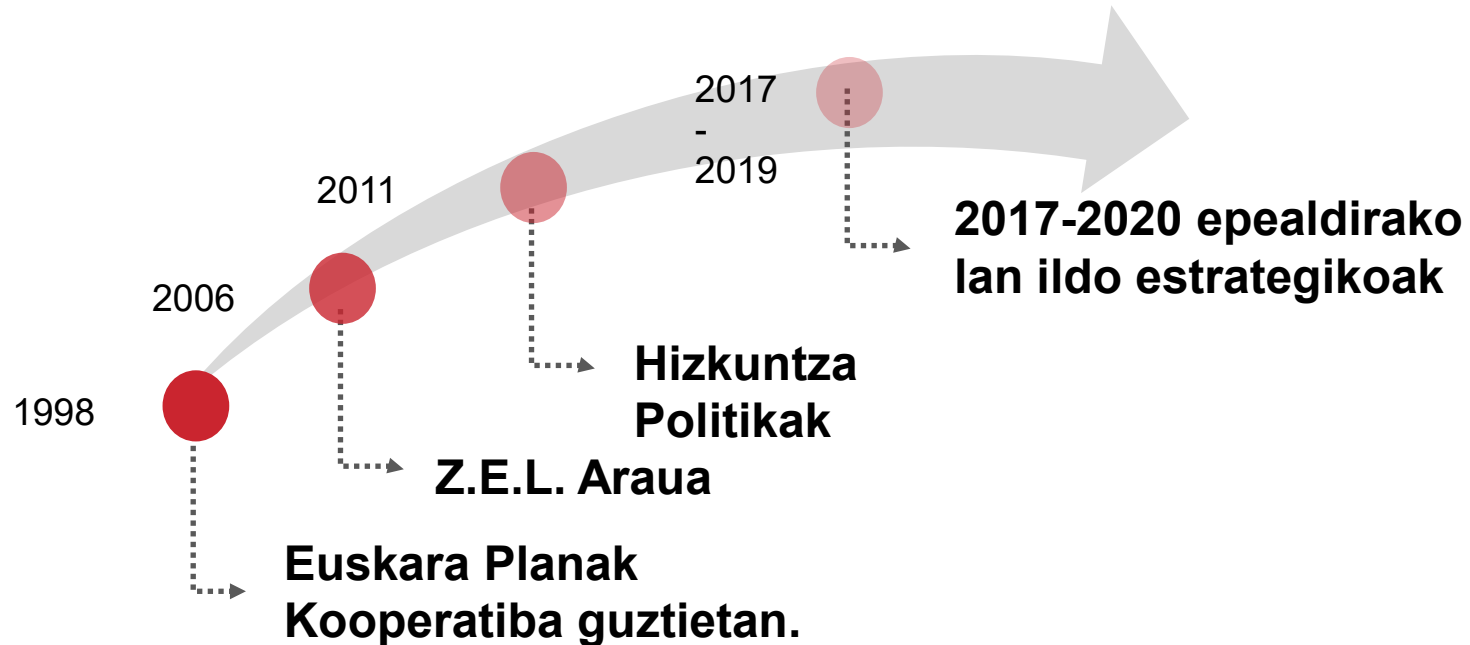 1998
Euskara Planak
Kooperatiba guztietan.
2006
Z.E.L. Araua
2011
Hizkuntza
Politikak
2017
-
2019
2017-2020 epealdirako
lan ildo estrategikoak